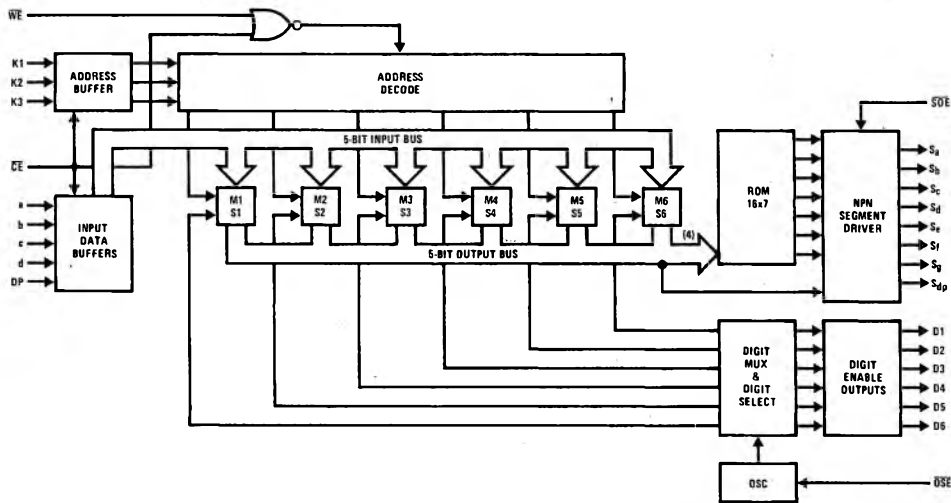 WE
K1
K2
K3
ADDRESS
BUFFER
ADDRESS
DECODE
SOE
5-BIT INPUT BUS
CE
a
b
c
d
DP
INPUT
DATA
BUFFERS
M1
S1
M2
S2
M3
S3
M4
S4
M5
S5
M6
S6
(4)
5-BIT OUTPUT BUS
ROM
16x7
NPN
SEGMENT
DRIVER
Sa
Sb
Sc
Sd
Se
Sf
Sg
Sdp
DIGIT
MUX
&
DIGIT
SELECT
DIGIT
ENABLE
OUTPUTS
D1
D2
D3
D4
D5
D6
OSC
OSE